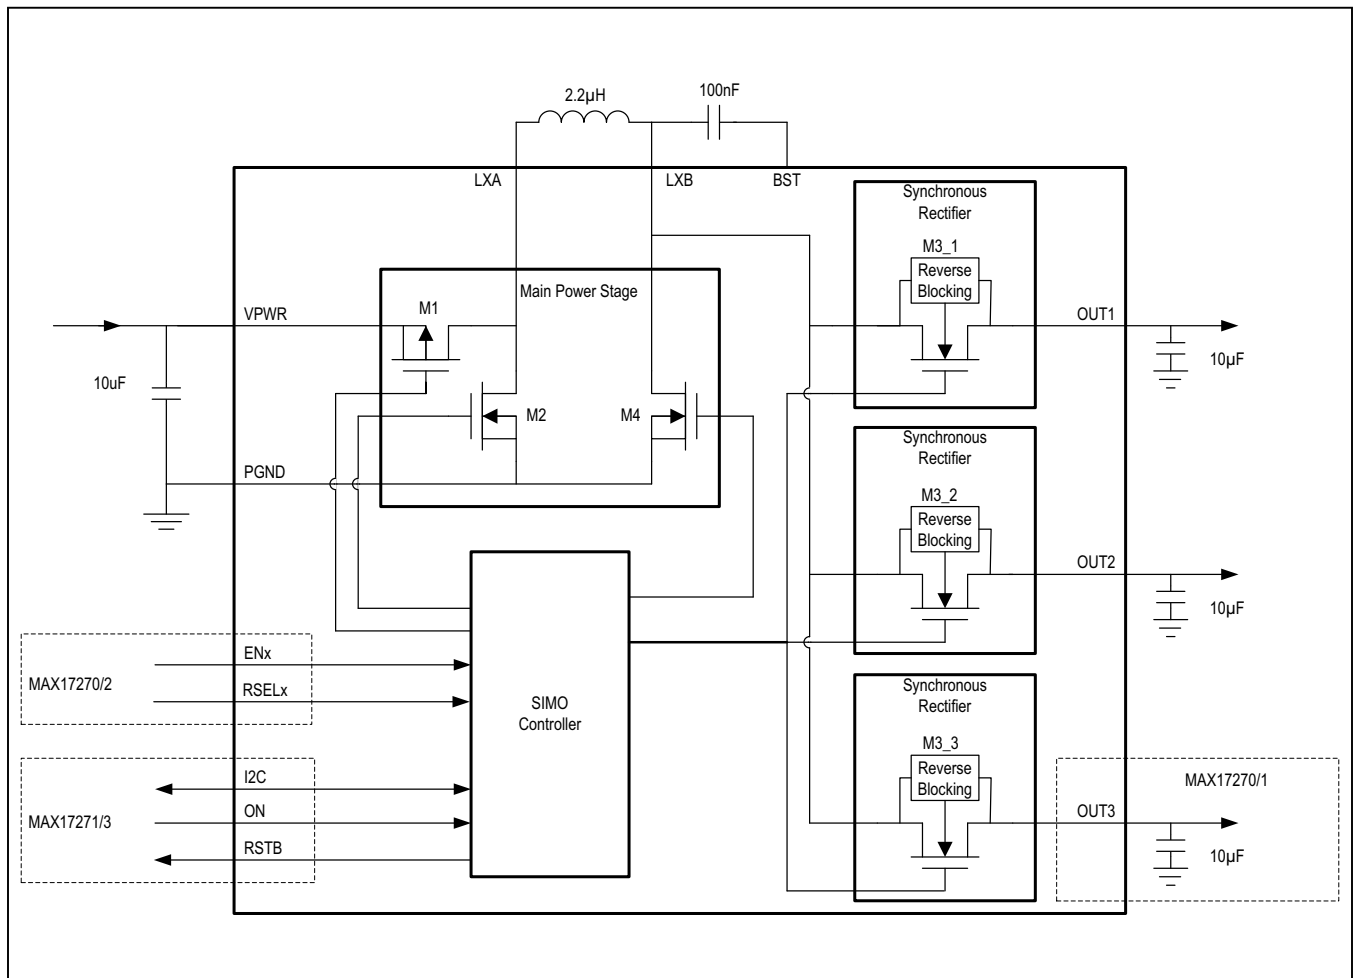 2.2µH
100nF
LXA
LXB
BST
Synchronous
Rectifier
M3_1
Reverse
Blocking
Main Power Stage
VPWR
M1
OUT1
10µF
10uF
M2
M4
Synchronous
Rectifier
PGND
M3_2
Reverse
Blocking
OUT2
10µF
ENx
MAX17270/2
RSELx
SIMO
Controller
Synchronous
Rectifier
M3_3
Reverse
Blocking
I2C
MAX17271/3
ON
RSTB
MAX17270/1
OUT3
10µF